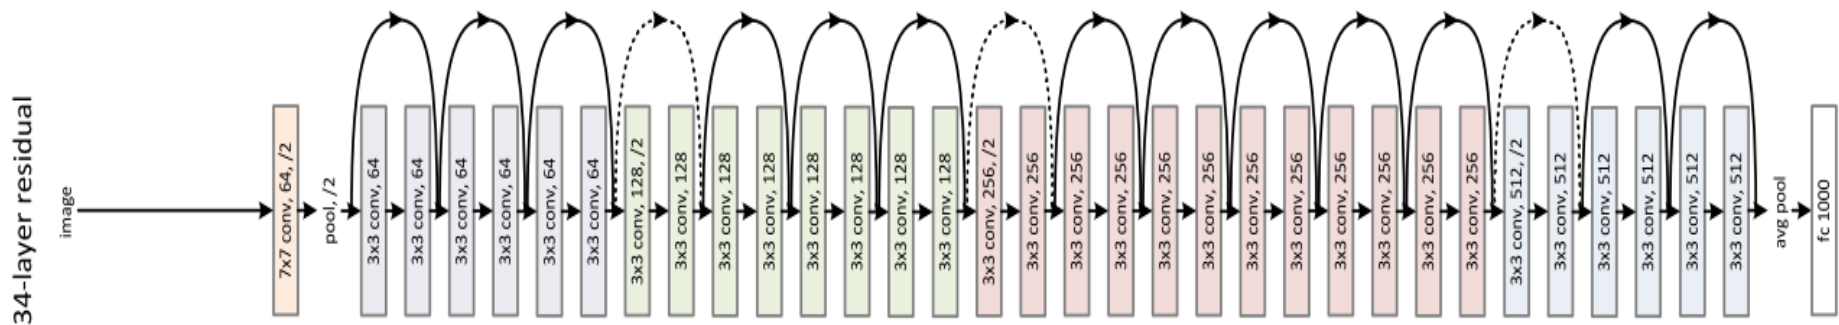 34-layer residual
image
7x7 conv, 64, /2
pool, /2
3x3 conv, 64
3x3 conv, 64
3x3 conv, 64
3x3 conv, 64
3x3 conv, 64
3x3 conv, 64
3x3 conv, 128, /2
3x3 conv, 128
3x3 conv, 128
3x3 conv, 128
3x3 conv, 128
3x3 conv, 128
3x3 conv, 128
3x3 conv, 128
3x3 conv, 256, /2
3x3 conv, 256
3x3 conv, 256
3x3 conv, 256
3x3 conv, 256
3x3 conv, 256
3x3 conv, 256
3x3 conv, 256
3x3 conv, 256
3x3 conv, 256
3x3 conv, 256
3x3 conv, 256
3x3 conv, 512, /2
3x3 conv, 512
3x3 conv, 512
3x3 conv, 512
3x3 conv, 512
3x3 conv, 512
avg pool
fc 1000